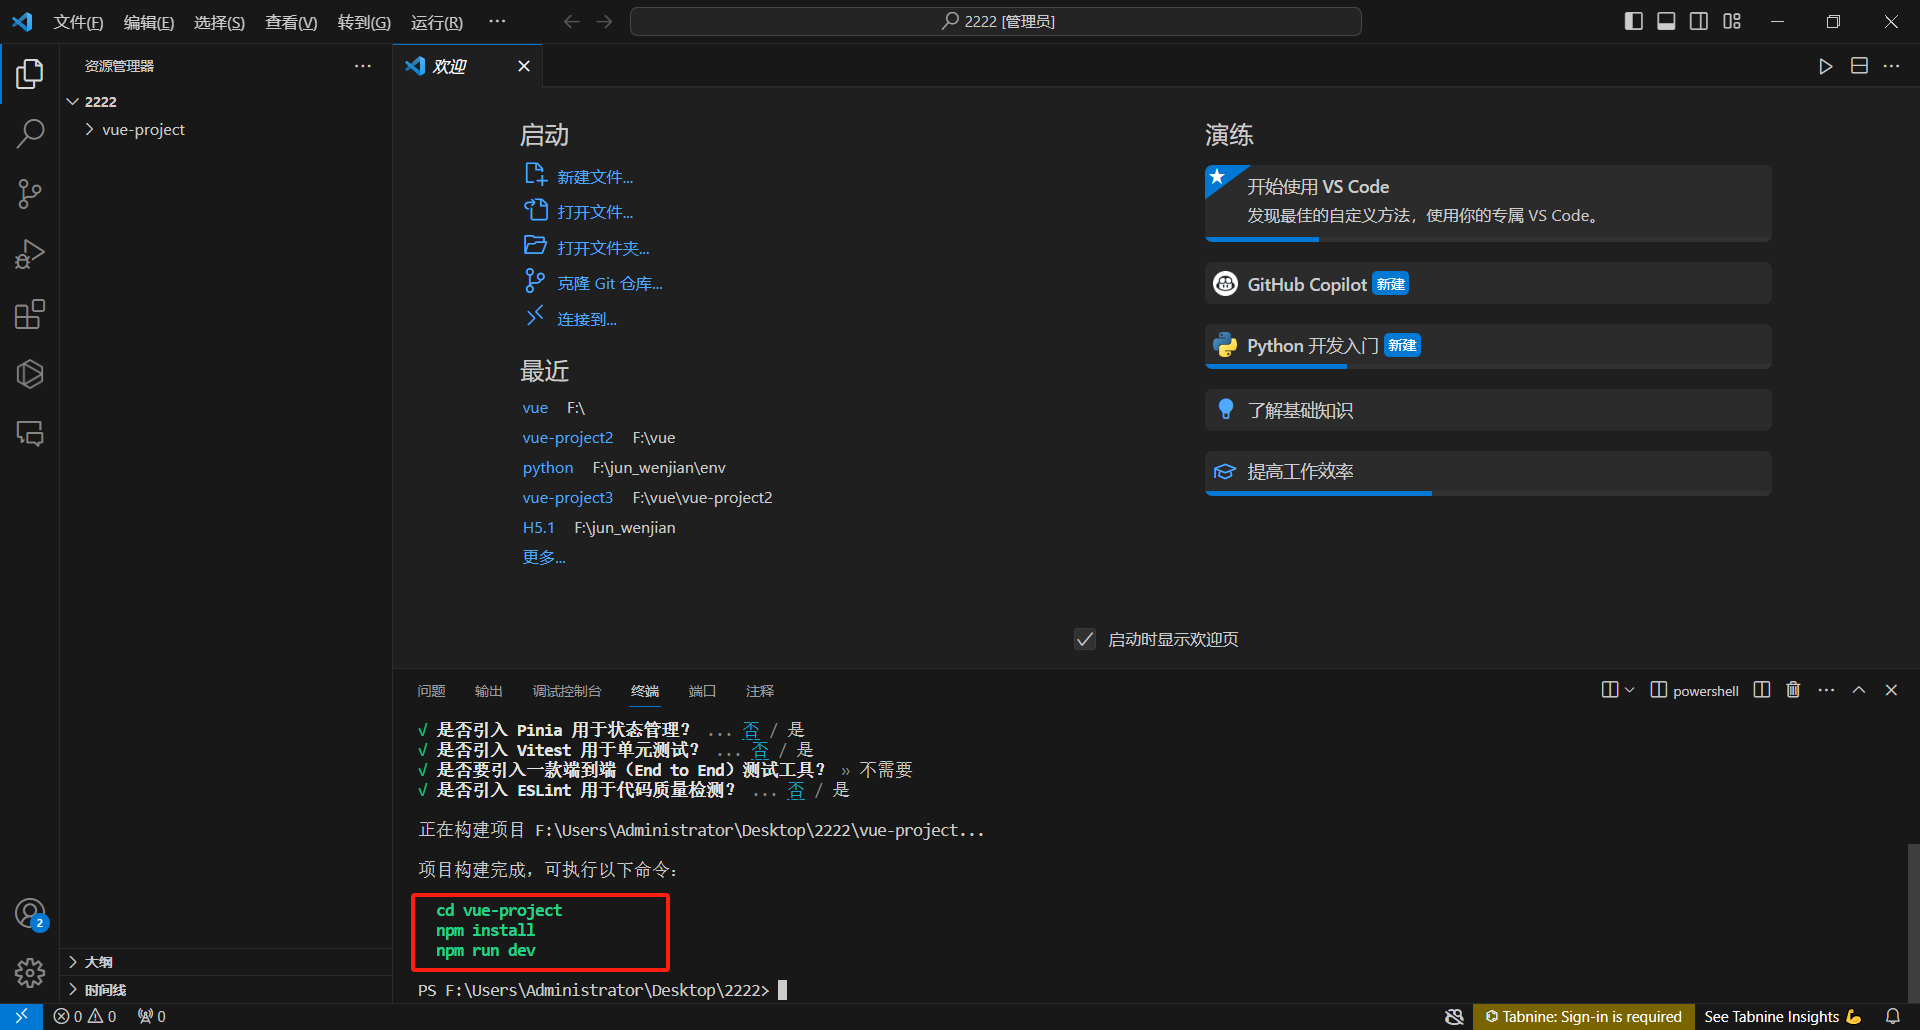 文件(F) 编辑(E) 选择(S) 查看(V) 转到(G) 运行(R) ···
2222 [管理员]
资源管理器
2222
vue-project
大纲
时间线
欢迎
启动
新建文件...
打开文件...
打开文件夹...
克隆 Git 仓库...
连接到...
最近
vue F:\
vue-project2 F:\vue
python F:\jun_wenjian\env
vue-project3 F:\vue\vue-project2
H5.1 F:\jun_wenjian
更多...
演练
开始使用 VS Code
发现最佳的自定义方法，使用你的专属 VS Code。
GitHub Copilot 新建
Python 开发入门 新建
了解基础知识
提高工作效率
启动时显示欢迎页
问题 输出 调试控制台 终端 端口 注释
powershell
√ 是否引入 Pinia 用于状态管理？ ... 否 / 是
√ 是否引入 Vitest 用于单元测试？ ... 否 / 是
√ 是否要引入一款端到端（End to End）测试工具？ » 不需要
√ 是否引入 ESLint 用于代码质量检测？ ... 否 / 是
正在构建项目 F:\Users\Administrator\Desktop\2222\vue-project...
项目构建完成，可执行以下命令：
cd vue-project
npm install
npm run dev
PS F:\Users\Administrator\Desktop\2222>
2
0 0 0
Tabnine: Sign-in is required See Tabnine Insights